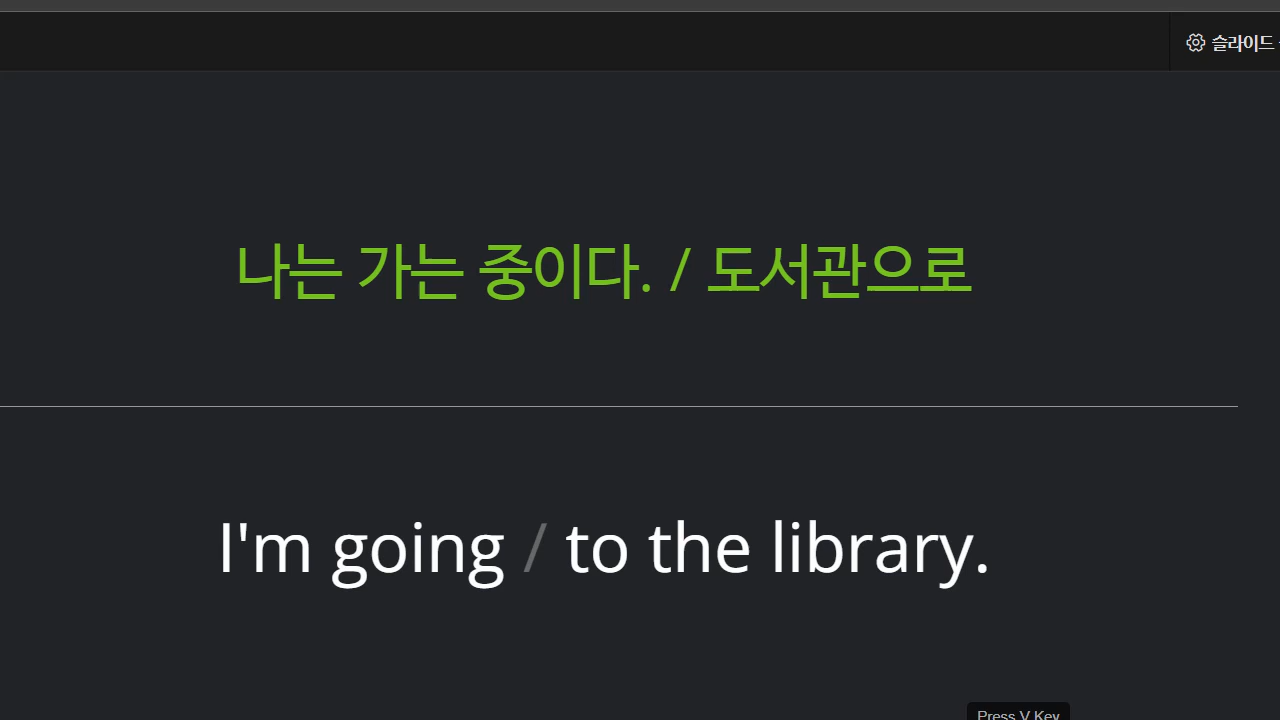 슬라이드
나는 가는 중이다. / 도서관으로
I'm going / to the library.
Press V Key